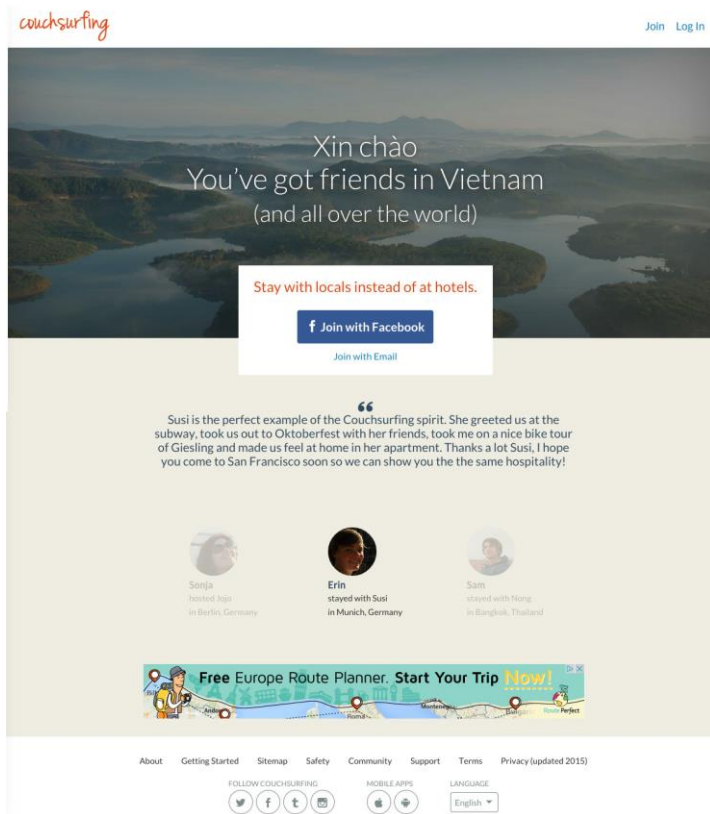 couchsurfing
Join Log In
Xin chào
You've got friends in Vietnam
(and all over the world)
Stay with locals instead of at hotels.
f Join with Facebook
Join with Email
“
Susi is the perfect example of the Couchsurfing spirit. She greeted us at the
subway, took us out to Oktoberfest with her friends, took me on a nice bike tour
of Giesling and made us feel at home in her apartment. Thanks a lot Susi, I hope
you come to San Francisco soon so we can show you the the same hospitality!
Sonja
hosted Jojo
in Berlin, Germany
Erin
stayed with Susi
in Munich, Germany
Sam
stayed with Nong
in Bangkok, Thailand
Free Europe Route Planner. Start Your Trip Now!
Roma
Route Perfect
About Getting Started Sitemap Safety Community Support Terms Privacy (updated 2015)
FOLLOW COUCHSURFING MOBILE APPS LANGUAGE
English